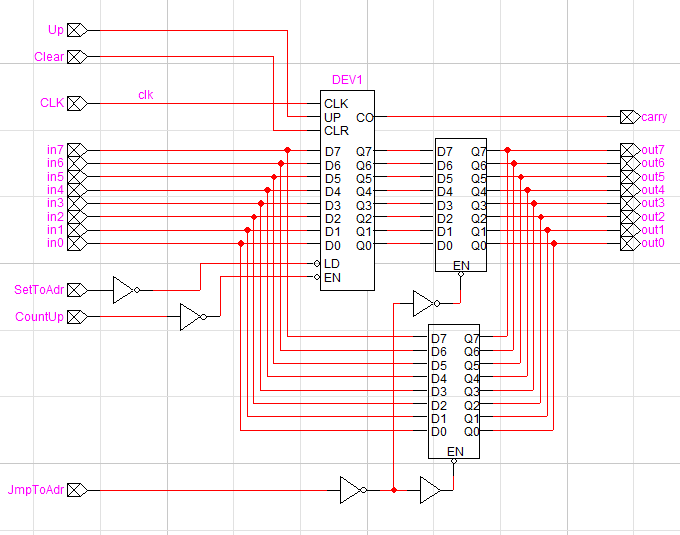 Up
Clear
DEV1
CLK clk CLK
UP CO carry
CLR
in7 D7 Q7 D7 Q7 out7
in6 D6 Q6 D6 Q6 out6
in5 D5 Q5 D5 Q5 out5
in4 D4 Q4 D4 Q4 out4
in3 D3 Q3 D3 Q3 out3
in2 D2 Q2 D2 Q2 out2
in1 D1 Q1 D1 Q1 out1
in0 D0 Q0 D0 Q0 out0
LD EN
EN
SetToAdr
CountUp
D7 Q7
D6 Q6
D5 Q5
D4 Q4
D3 Q3
D2 Q2
D1 Q1
D0 Q0
EN
JmpToAdr